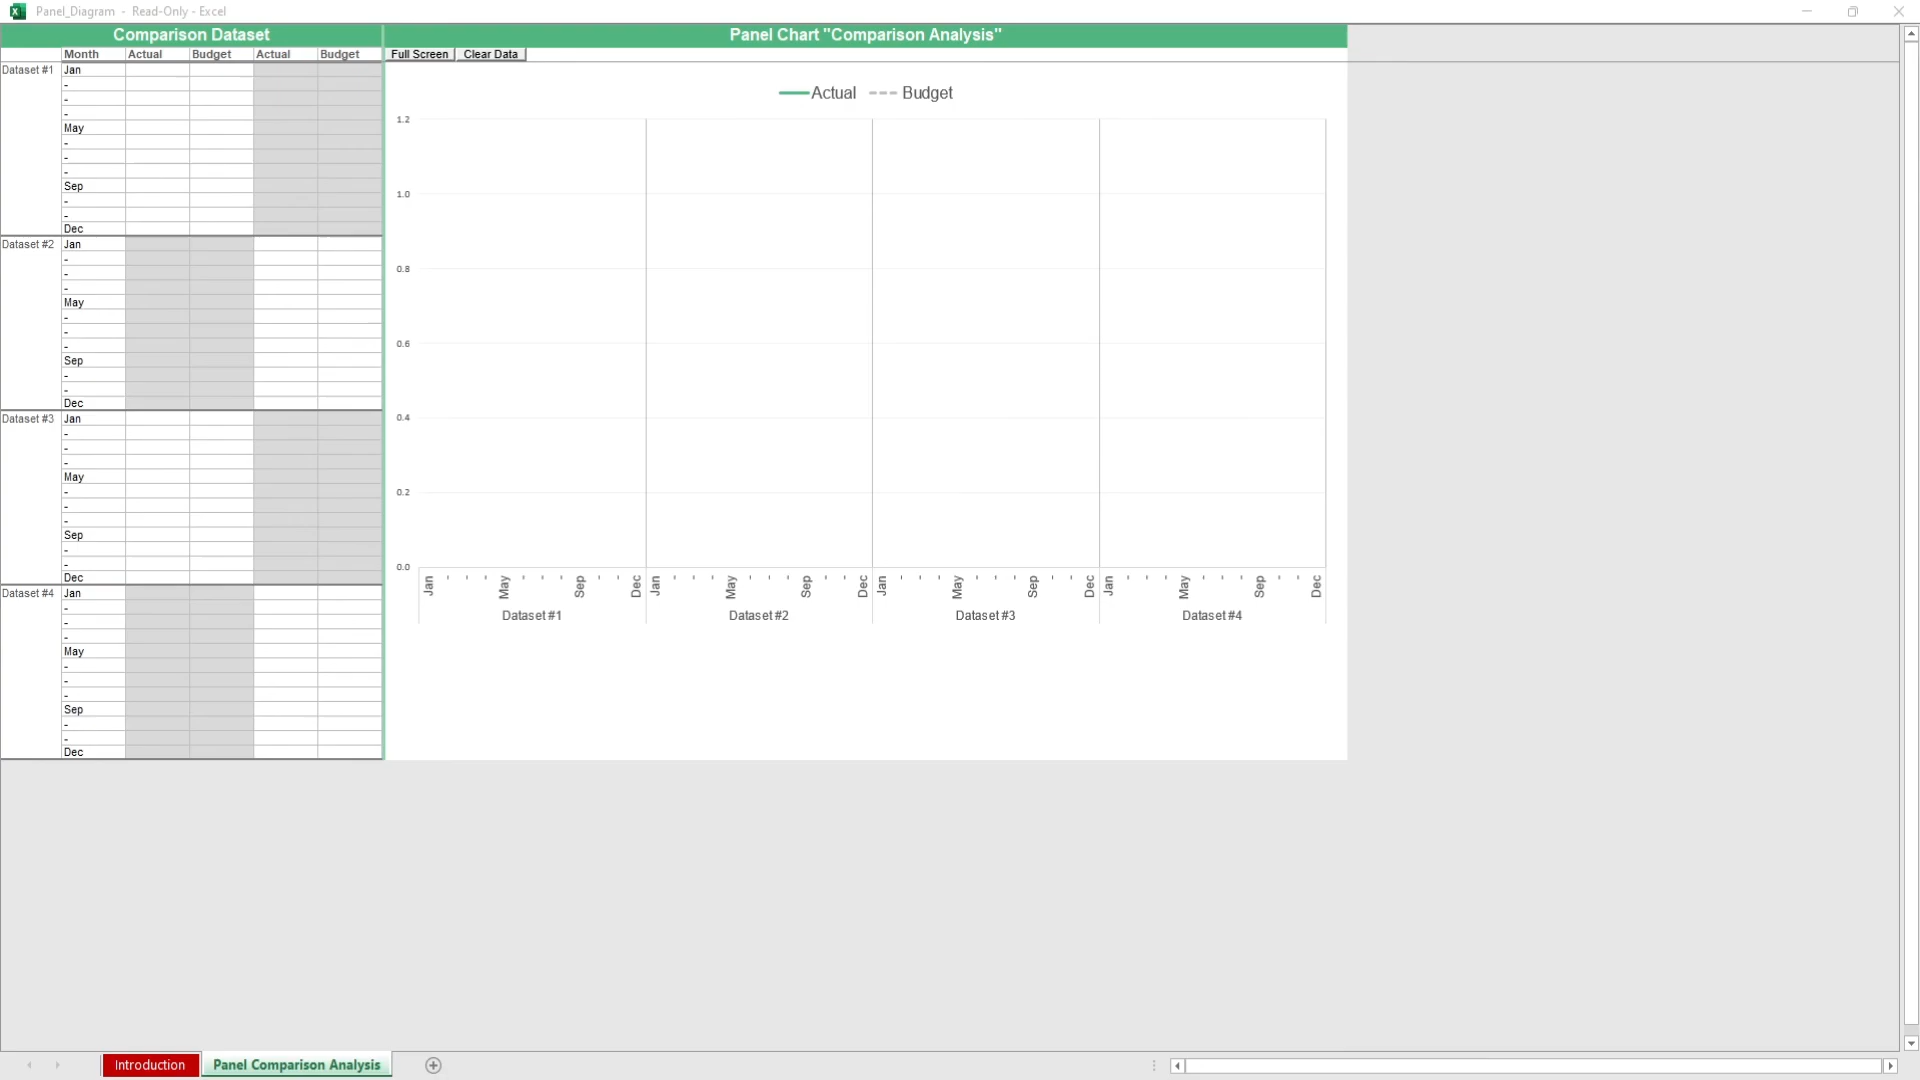 Panel_Diagram - Read-Only - Excel
Comparison Dataset
Panel Chart "Comparison Analysis"
Month Actual Budget Actual Budget
Full Screen Clear Data
Dataset #1 Jan
-
-
-
May
-
-
-
Sep
-
-
Dec
Dataset #2 Jan
-
-
-
May
-
-
-
Sep
-
-
Dec
Dataset #3 Jan
-
-
-
May
-
-
-
Sep
-
-
Dec
Dataset #4 Jan
-
-
-
May
-
-
-
Sep
-
-
Dec
Actual Budget
1.2
1.0
0.8
0.6
0.4
0.2
0.0
Jan - - - May - - - Sep - - Dec Jan - - - May - - - Sep - - Dec Jan - - - May - - - Sep - - Dec Jan - - - May - - - Sep - - Dec
Dataset #1 Dataset #2 Dataset #3 Dataset #4
Introduction Panel Comparison Analysis